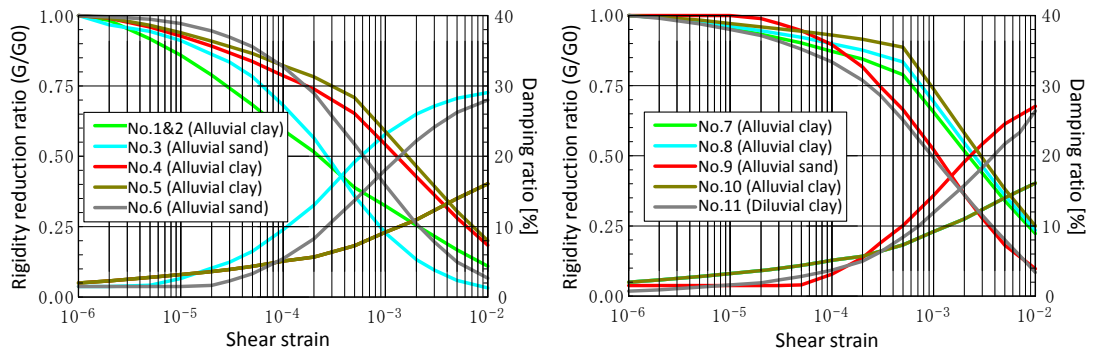 Rigidity reduction ratio (G/G0)
1.00
0.75
0.50
0.25
0.00
No.1&2 (Alluvial clay)
No.3 (Alluvial sand)
No.4 (Alluvial clay)
No.5 (Alluvial clay)
No.6 (Alluvial sand)
40
30
20
10
0
Damping ratio [%]
10⁻⁶ 10⁻⁵ 10⁻⁴ 10⁻³ 10⁻²
Shear strain
Rigidity reduction ratio (G/G0)
1.00
0.75
0.50
0.25
0.00
No.7 (Alluvial clay)
No.8 (Alluvial clay)
No.9 (Alluvial sand)
No.10 (Alluvial clay)
No.11 (Diluvial clay)
40
30
20
10
0
Damping ratio [%]
10⁻⁶ 10⁻⁵ 10⁻⁴ 10⁻³ 10⁻²
Shear strain